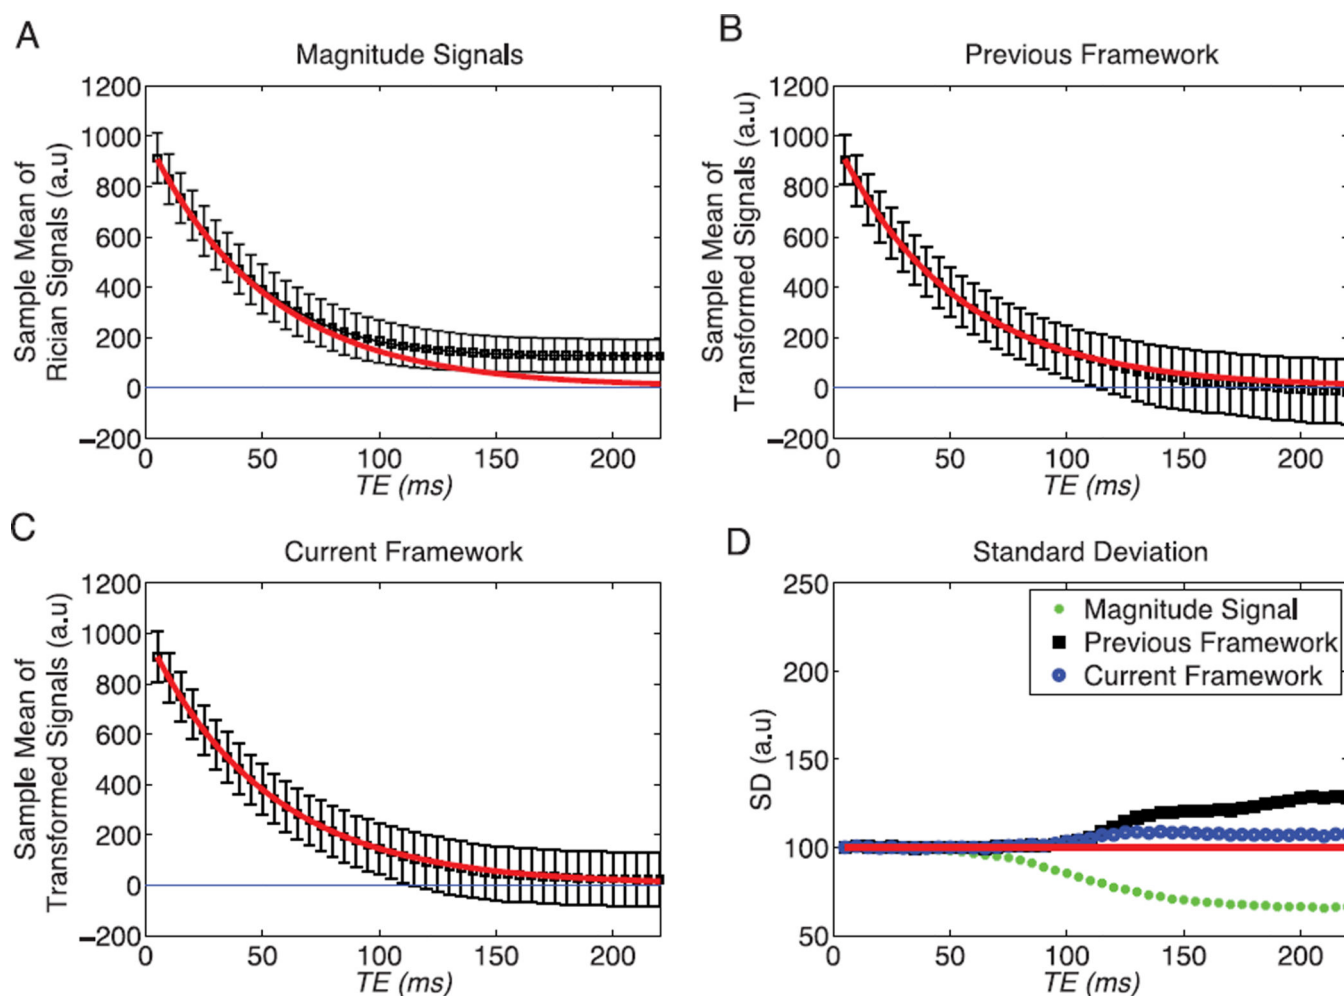 A
Magnitude Signals
1200
1000
800
600
400
200
0
–200
Sample Mean of
Rician Signals (a.u)
0 50 100 150 200
TE (ms)
B
Previous Framework
1200
1000
800
600
400
200
0
–200
Sample Mean of
Transformed Signals (a.u)
0 50 100 150 200
TE (ms)
C
Current Framework
1200
1000
800
600
400
200
0
–200
Sample Mean of
Transformed Signals (a.u)
0 50 100 150 200
TE (ms)
D
Standard Deviation
250
200
150
100
50
SD (a.u)
Magnitude Signal
Previous Framework
Current Framework
0 50 100 150 200
TE (ms)